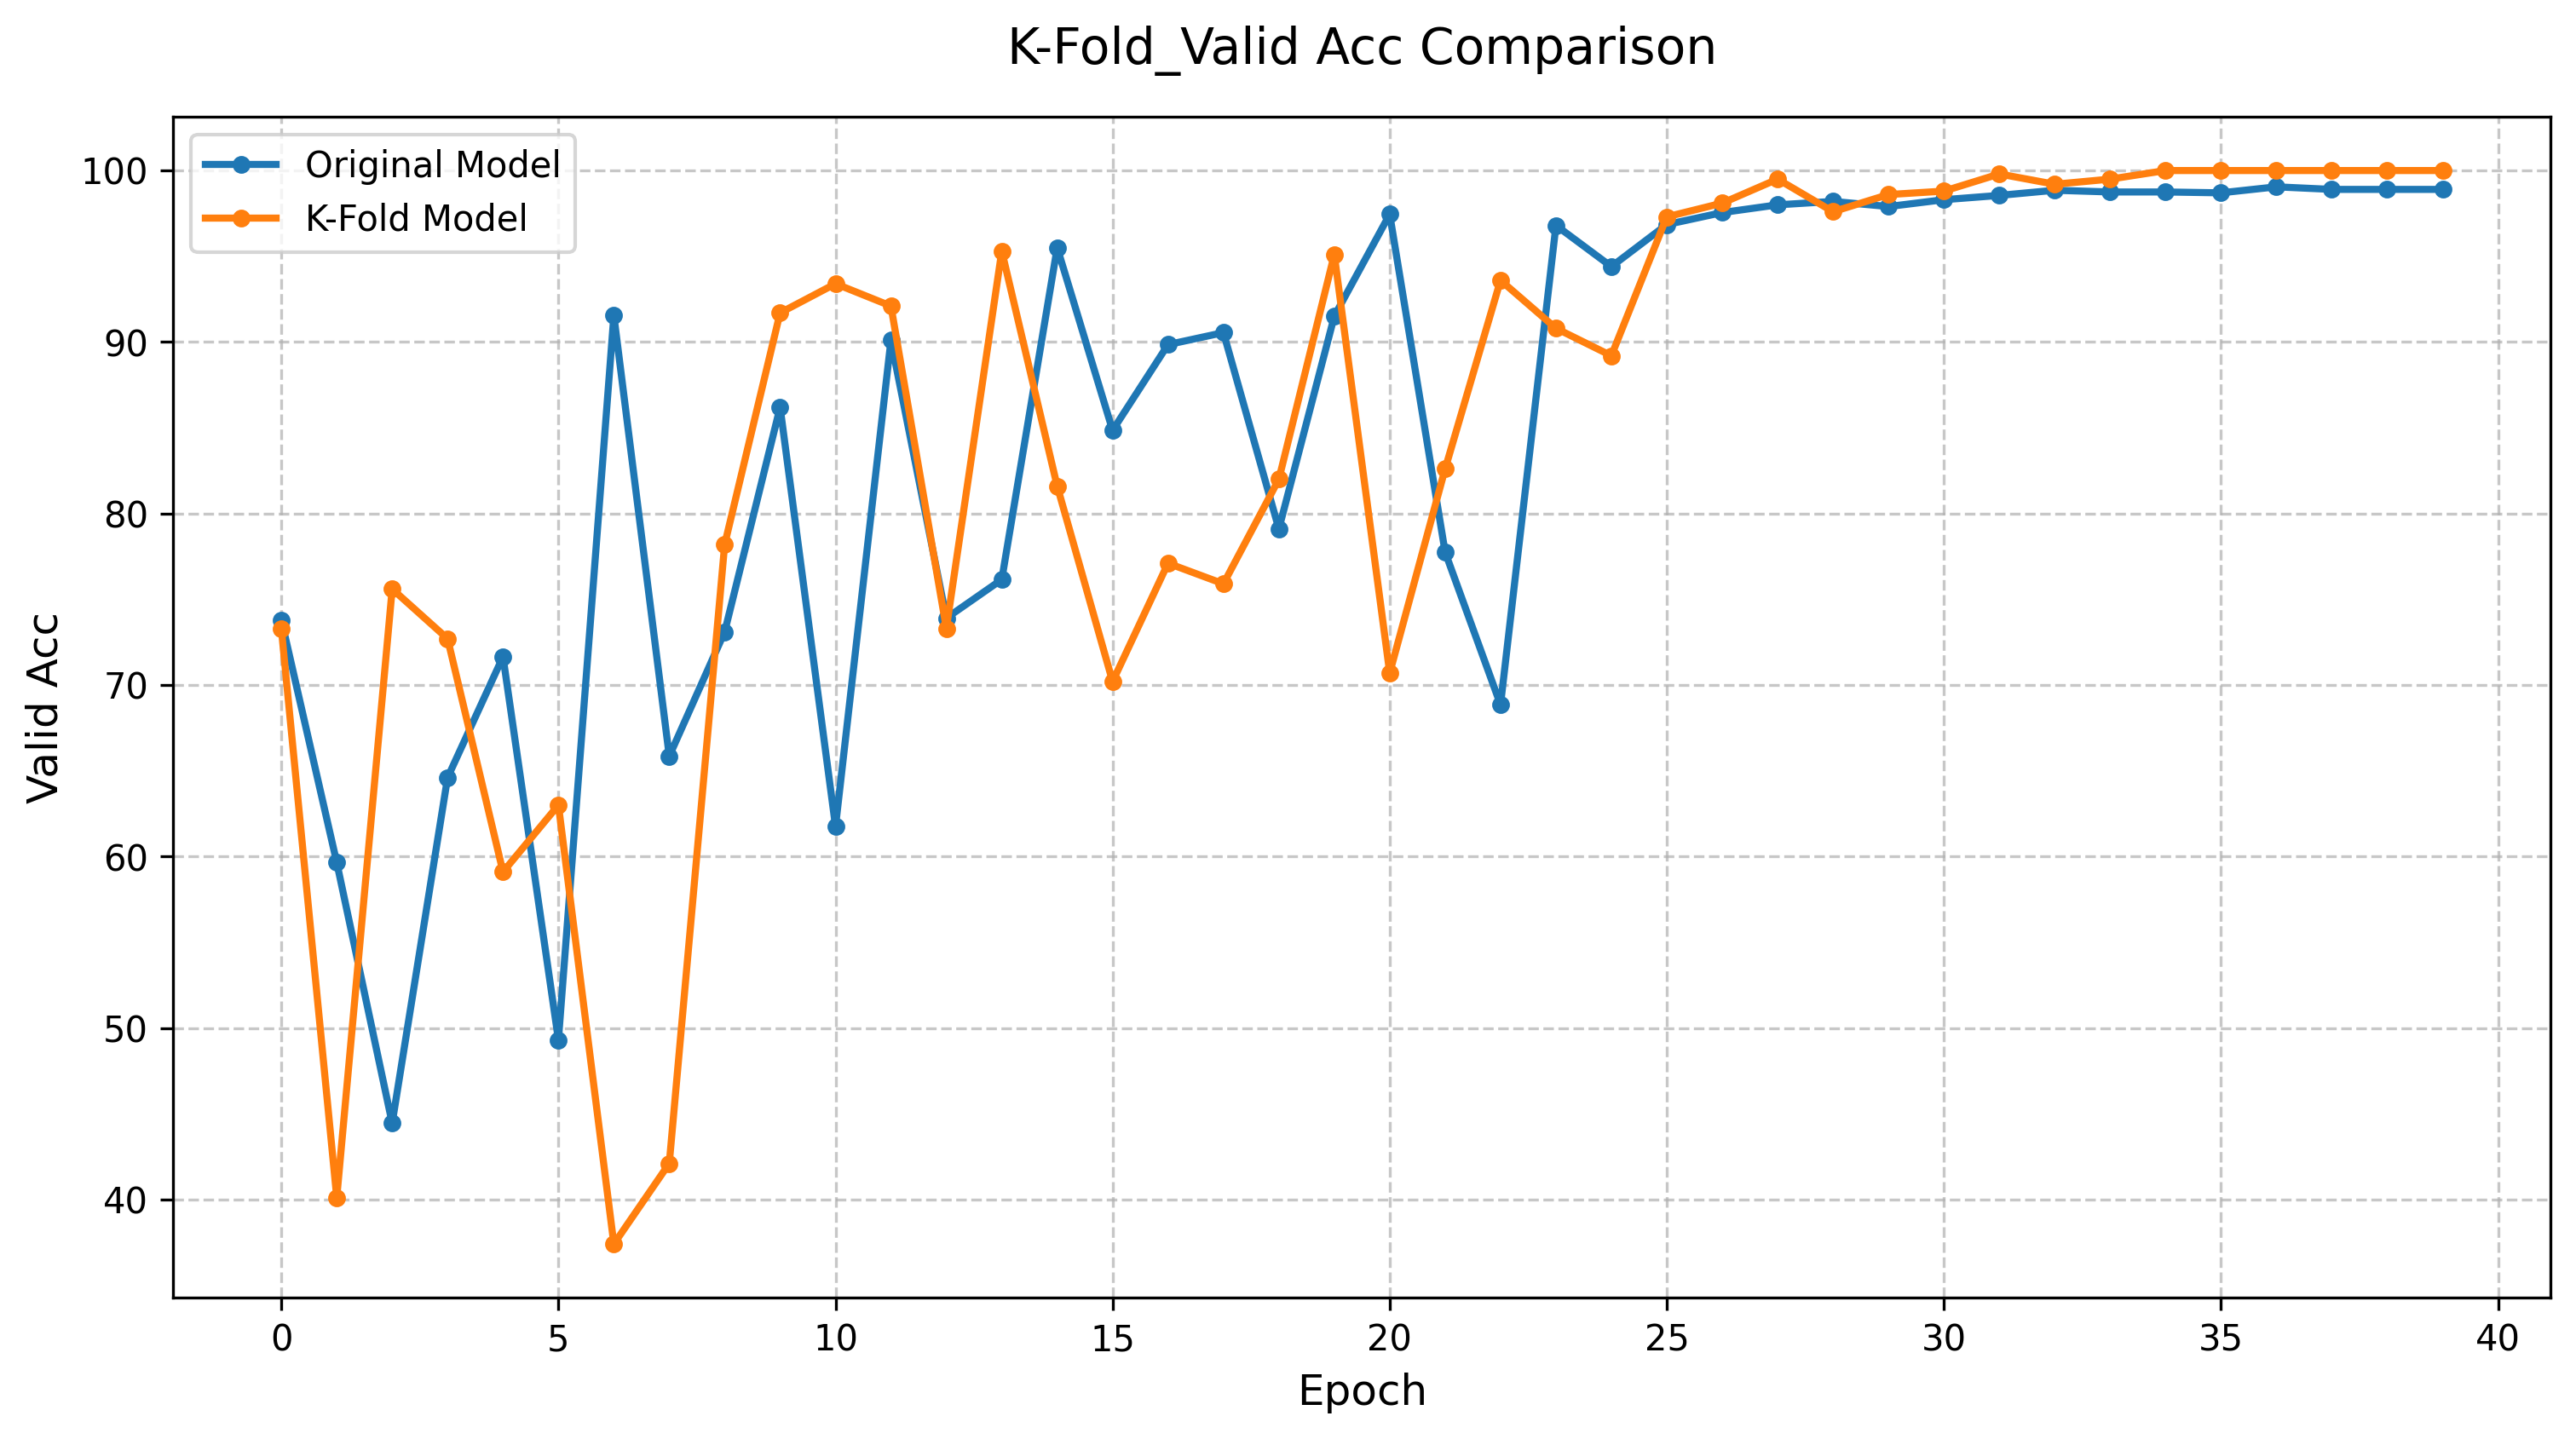 K-Fold_Valid Acc Comparison
Original Model
K-Fold Model
100
90
80
70
60
50
40
Valid Acc
0 5 10 15 20 25 30 35 40
Epoch